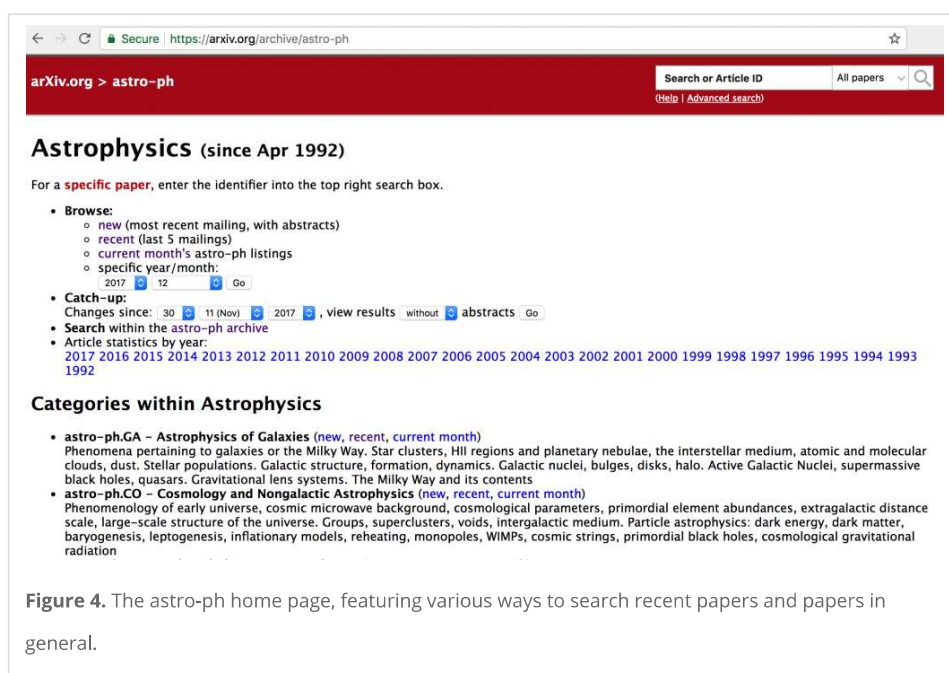 Secure | https://arxiv.org/archive/astro-ph
arXiv.org > astro-ph
Search or Article ID
All papers
(Help | Advanced search)
Astrophysics (since Apr 1992)
For a specific paper, enter the identifier into the top right search box.
• Browse:
◦ new (most recent mailing, with abstracts)
◦ recent (last 5 mailings)
◦ current month's astro-ph listings
◦ specific year/month:
2017 12 Go
• Catch-up:
Changes since: 30 11 (Nov) 2017 , view results without abstracts Go
• Search within the astro-ph archive
• Article statistics by year:
2017 2016 2015 2014 2013 2012 2011 2010 2009 2008 2007 2006 2005 2004 2003 2002 2001 2000 1999 1998 1997 1996 1995 1994 1993
1992
Categories within Astrophysics
• astro-ph.GA – Astrophysics of Galaxies (new, recent, current month)
Phenomena pertaining to galaxies or the Milky Way. Star clusters, HII regions and planetary nebulae, the interstellar medium, atomic and molecular
clouds, dust. Stellar populations. Galactic structure, formation, dynamics. Galactic nuclei, bulges, disks, halo. Active Galactic Nuclei, supermassive
black holes, quasars. Gravitational lens systems. The Milky Way and its contents
• astro-ph.CO – Cosmology and Nongalactic Astrophysics (new, recent, current month)
Phenomenology of early universe, cosmic microwave background, cosmological parameters, primordial element abundances, extragalactic distance
scale, large-scale structure of the universe. Groups, superclusters, voids, intergalactic medium. Particle astrophysics: dark energy, dark matter,
baryogenesis, leptogenesis, inflationary models, reheating, monopoles, WIMPs, cosmic strings, primordial black holes, cosmological gravitational
radiation
Figure 4. The astro-ph home page, featuring various ways to search recent papers and papers in
general.